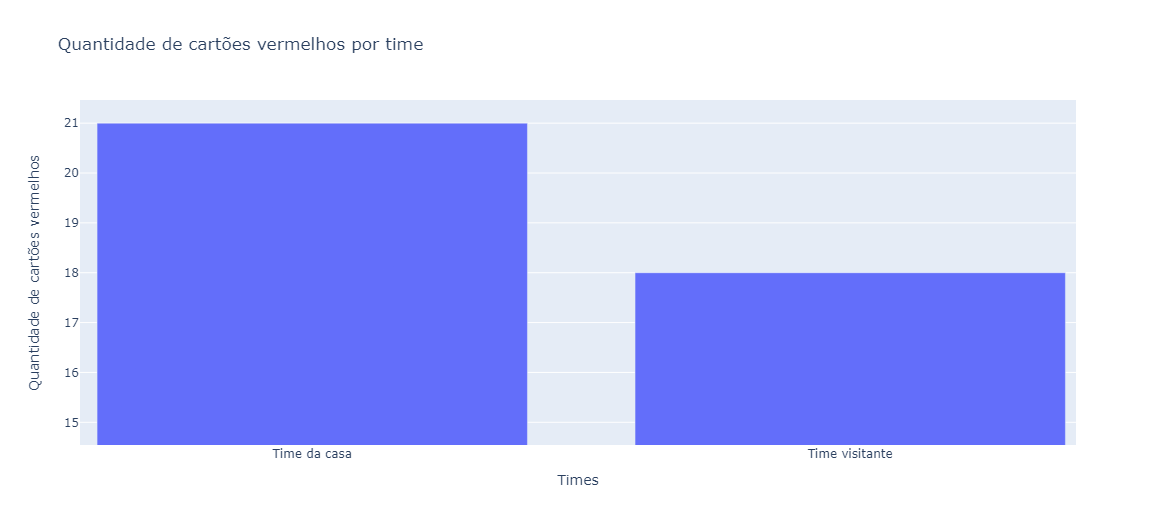 Quantidade de cartões vermelhos por time
Quantidade de cartões vermelhos
21
20
19
18
17
16
15
Time da casa
Time visitante
Times